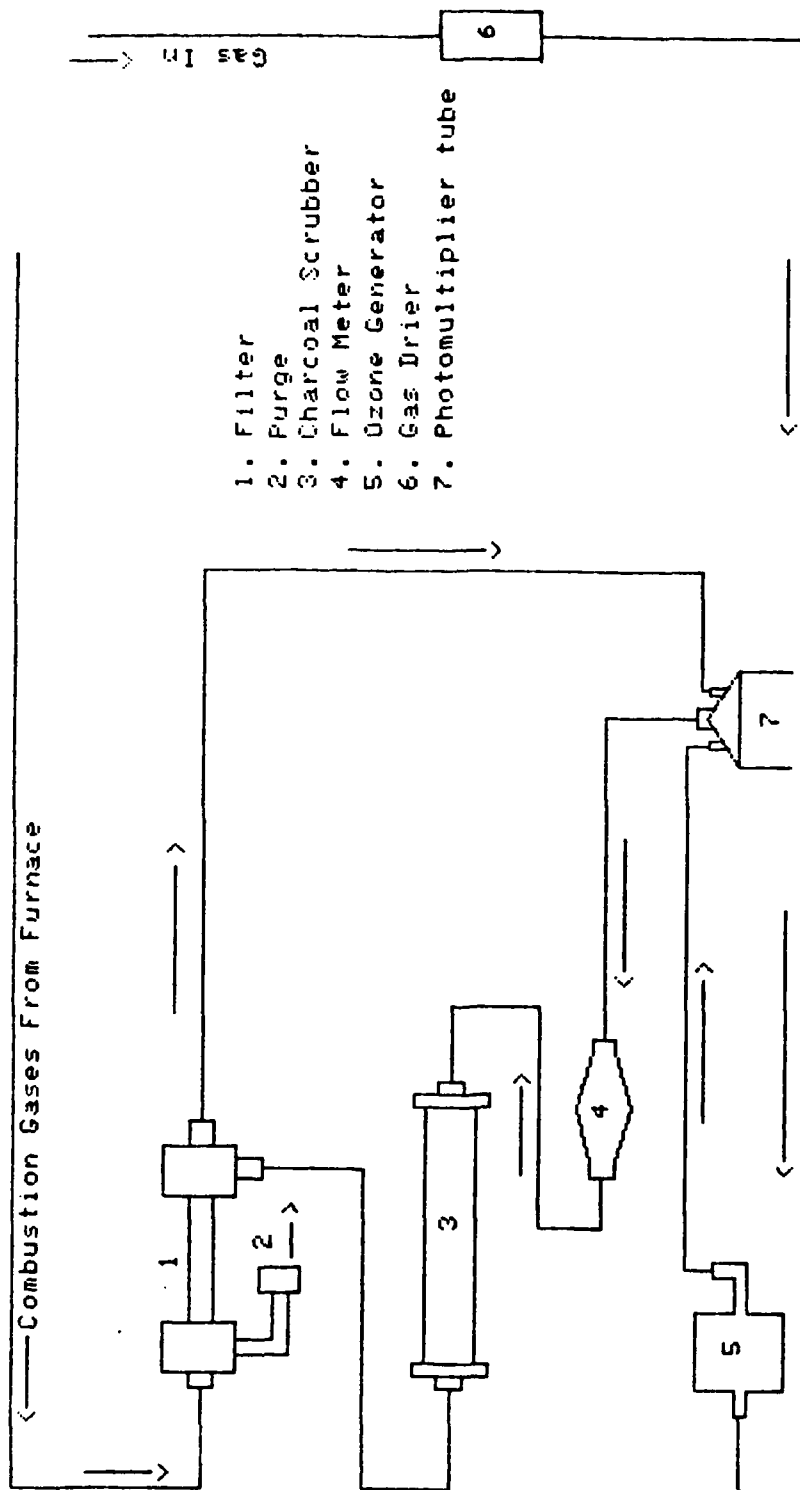 Combustion Gases From Furnace
1
2
3
4
5
7
1. Filter
2. Purge
3. Charcoal Scrubber
4. Flow Meter
5. Ozone Generator
6. Gas Drier
7. Photomultiplier tube
Gas In
6